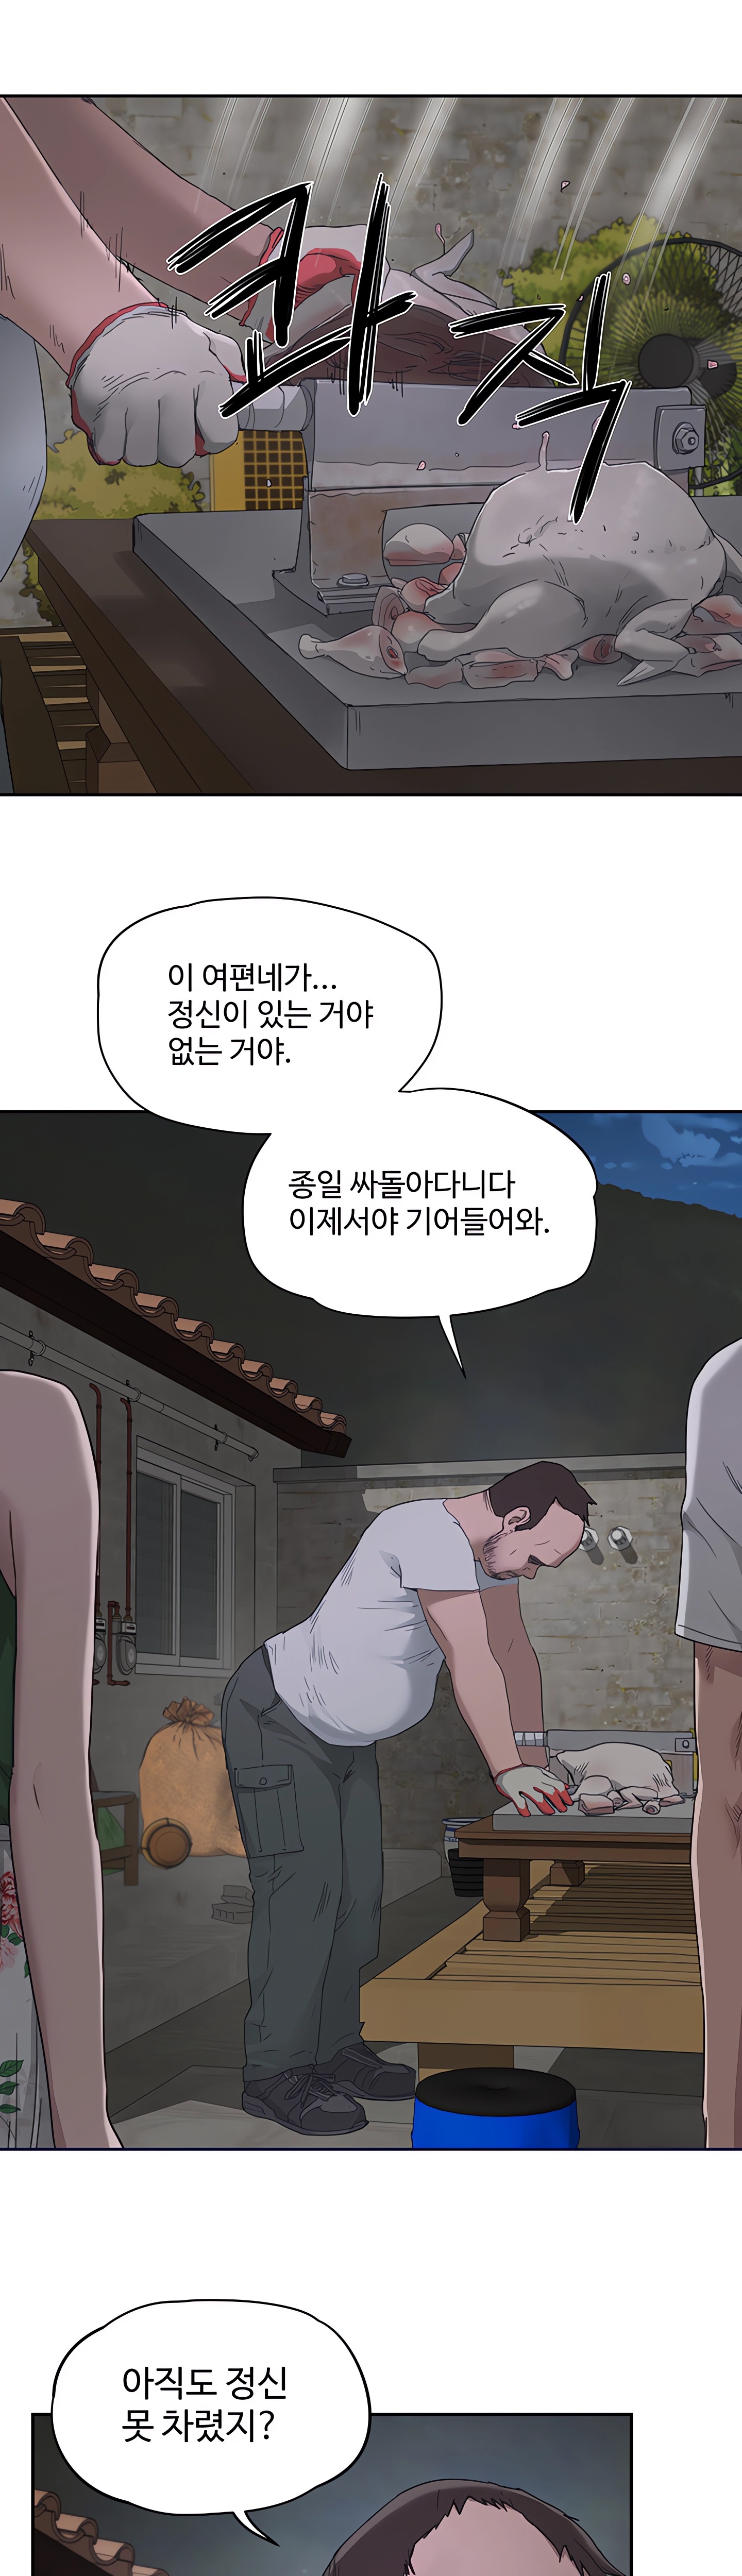 콰
직
이 여편네가...
정신이 있는 거야
없는 거야.
종일 싸돌아다니다
이제서야 기어들어와.
아직도 정신
못 차렸지?